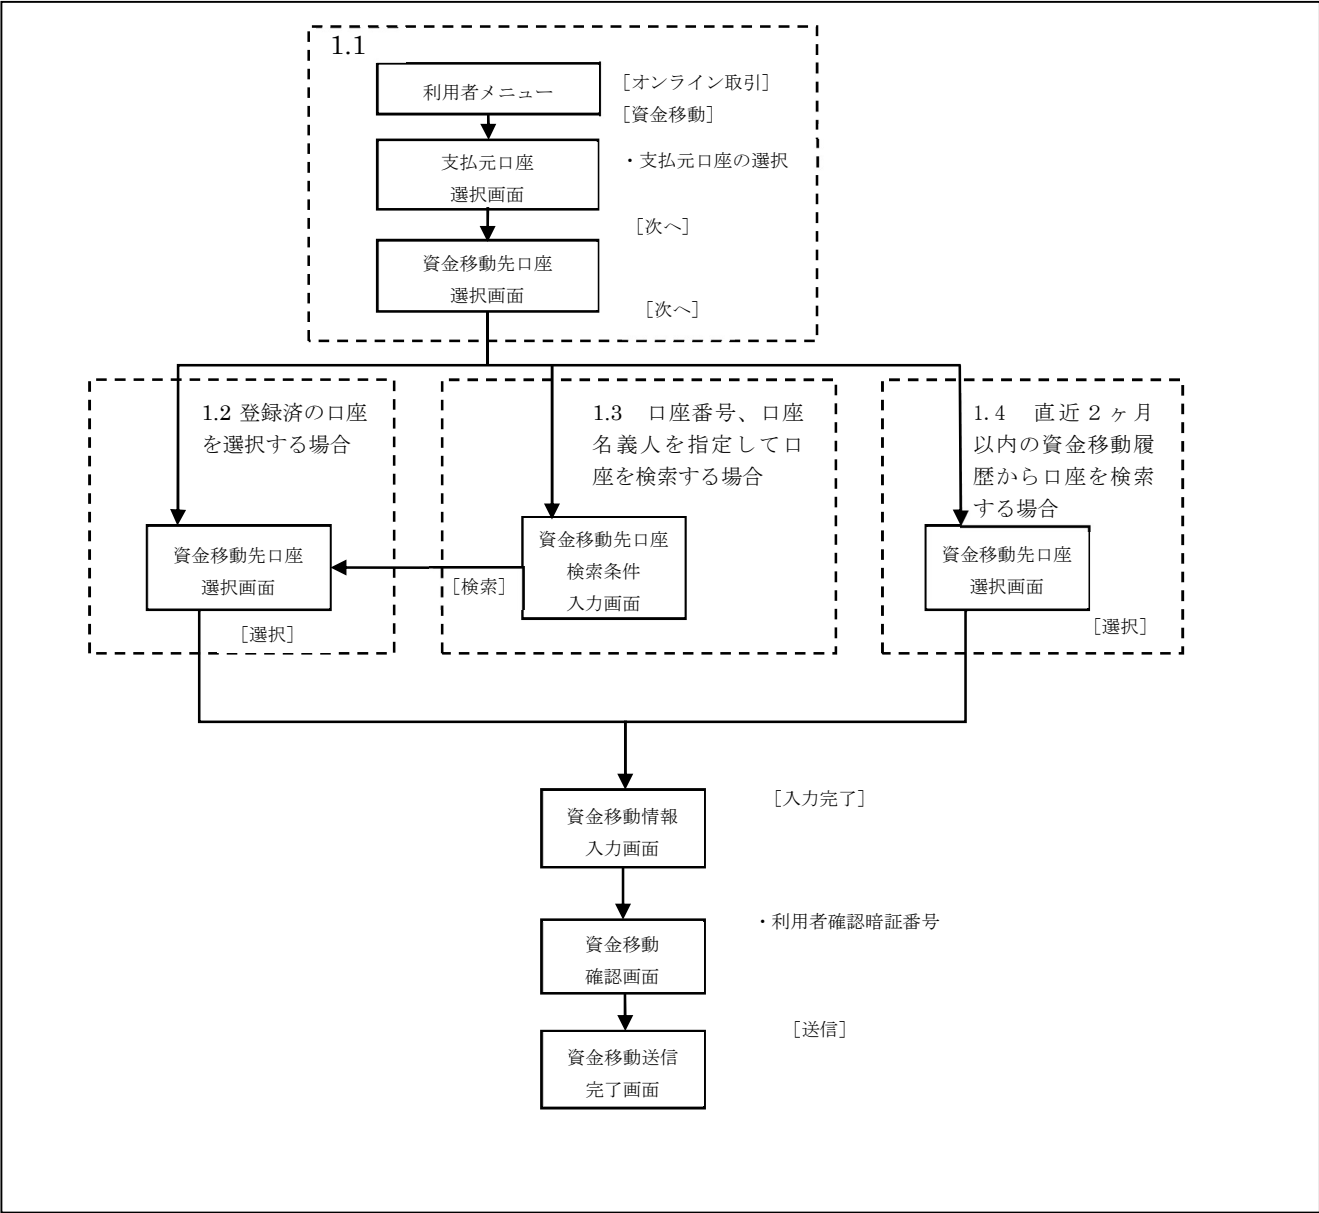 1.1
利用者メニュー
[オンライン取引]
[資金移動]
支払元口座
選択画面
・支払元口座の選択
[次へ]
資金移動先口座
選択画面
[次へ]
1.2 登録済の口座
を選択する場合
資金移動先口座
選択画面
[選択]
1.3 口座番号、口座
名義人を指定して口
座を検索する場合
資金移動先口座
検索条件
入力画面
[検索]
1.4 直近2ヶ月
以内の資金移動履
歴から口座を検索
する場合
資金移動先口座
選択画面
[選択]
資金移動情報
入力画面
[入力完了]
資金移動
確認画面
・利用者確認暗証番号
[送信]
資金移動送信
完了画面